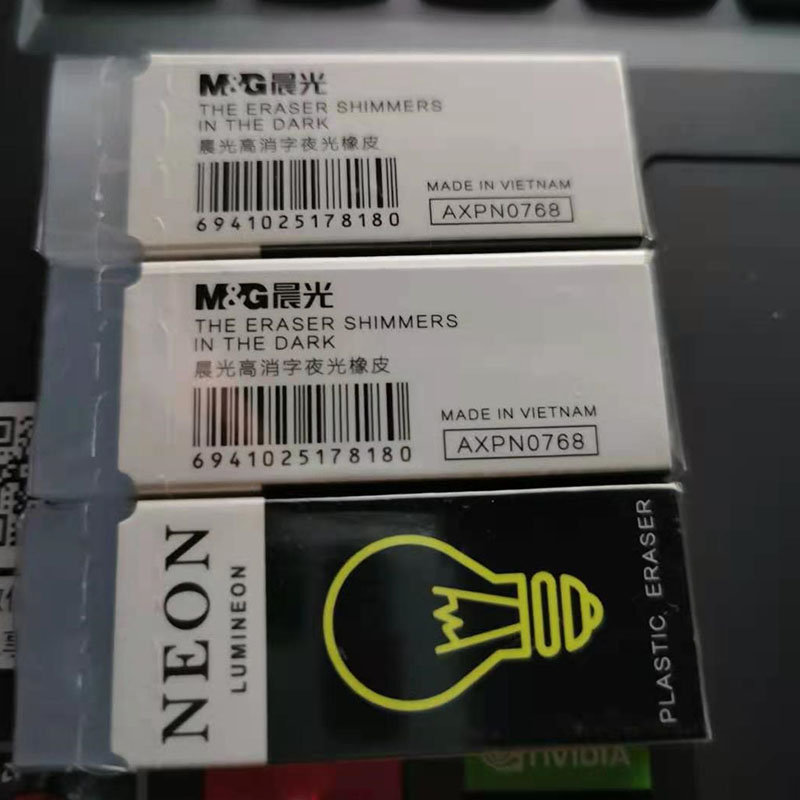 M&G晨光
THE ERASER SHIMMERS
IN THE DARK
晨光高消字夜光橡皮
6941025178180
MADE IN VIETNAM
AXPN0768
M&G晨光
THE ERASER SHIMMERS
IN THE DARK
晨光高消字夜光橡皮
6941025178180
MADE IN VIETNAM
AXPN0768
NEON
LUMINEON
PLASTIC ERASER
NVIDIA